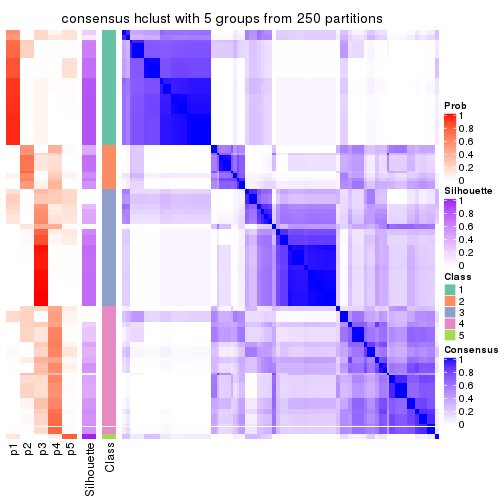 consensus hclust with 5 groups from 250 partitions
Prob
1
0.8
0.6
0.4
0.2
0
Silhouette
1
0.8
0.6
0.4
0.2
0
Class
1
2
3
4
5
Consensus
1
0.8
0.6
0.4
0.2
0
p1
p2
p3
p4
p5
Silhouette
Class